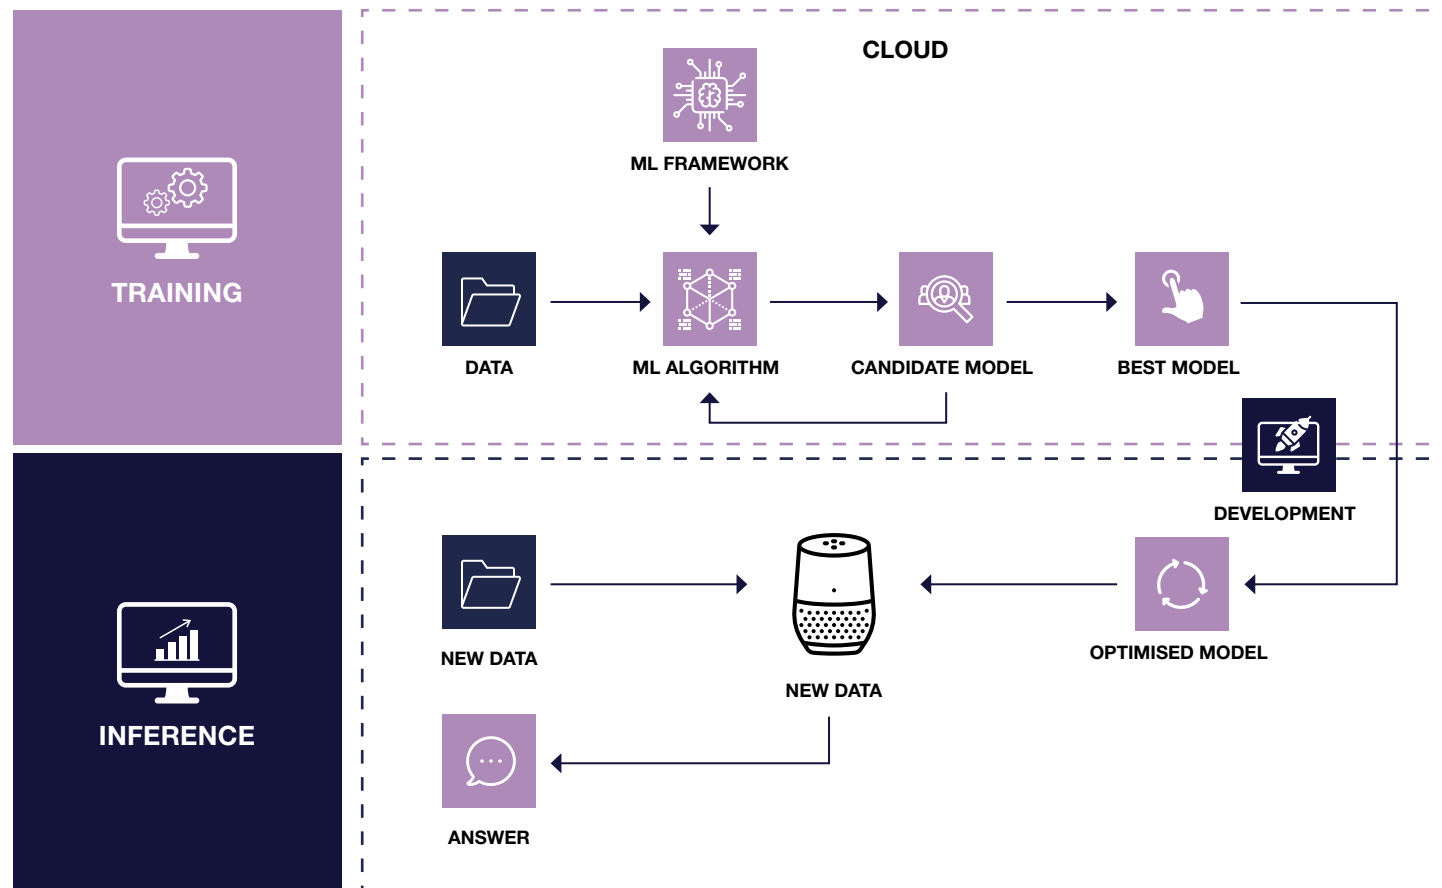 CLOUD
ML FRAMEWORK
TRAINING
DATA
ML ALGORITHM
CANDIDATE MODEL
BEST MODEL
DEVELOPMENT
NEW DATA
NEW DATA
OPTIMISED MODEL
INFERENCE
ANSWER